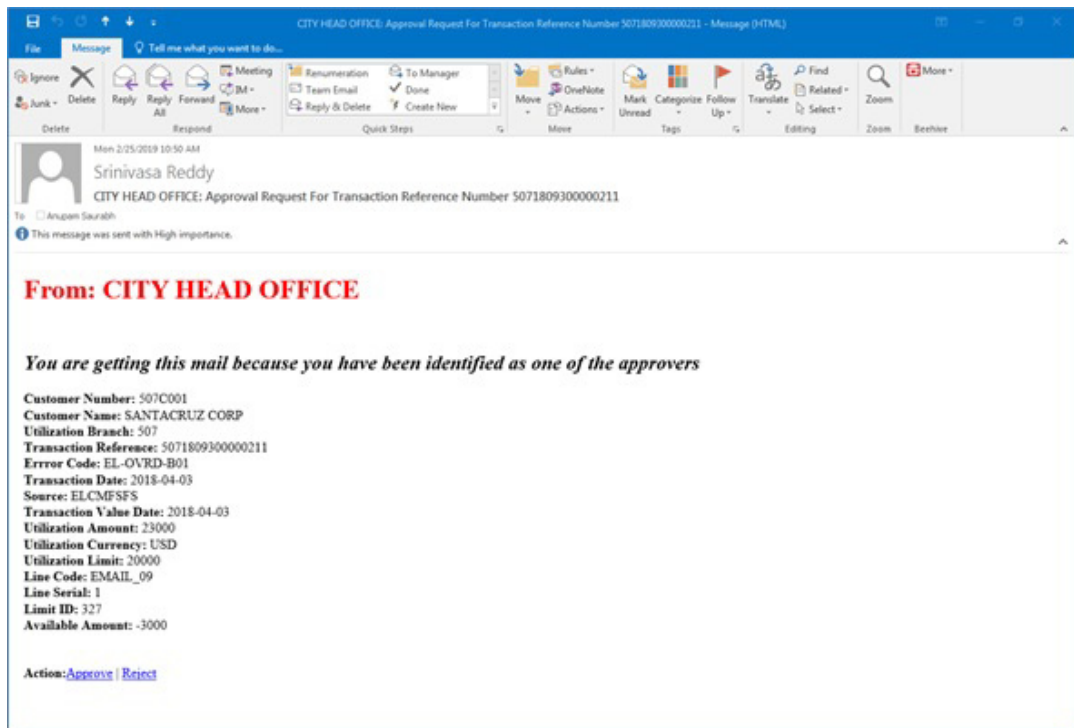 CITY HEAD OFFICE: Approval Request For Transaction Reference Number 5071809300000211 - Message (HTML)
File Message Tell me what you want to do...
Ignore
Junk
Delete
Reply
Reply All
Forward
Meeting
IM
More
Renumeration
Team Email
Reply & Delete
To Manager
Done
Create New
Move
Rules
OneNote
Actions
Mark Unread
Categorize
Follow Up
Translate
Find
Related
Select
Zoom
More
Delete Respond Quick Steps Move Tags Editing Zoom Beehive
Mon 2/25/2019 10:50 AM
Srinivasa Reddy
CITY HEAD OFFICE: Approval Request For Transaction Reference Number 5071809300000211
To Anupam Saurabh
This message was sent with High importance.
From: CITY HEAD OFFICE
You are getting this mail because you have been identified as one of the approvers
Customer Number: 507C001
Customer Name: SANTACRUZ CORP
Utilization Branch: 507
Transaction Reference: 5071809300000211
Errror Code: EL-OVRD-B01
Transaction Date: 2018-04-03
Source: ELCMFSFS
Transaction Value Date: 2018-04-03
Utilization Amount: 23000
Utilization Currency: USD
Utilization Limit: 20000
Line Code: EMAIL_09
Line Serial: 1
Limit ID: 327
Available Amount: -3000
Action:Approve | Reject